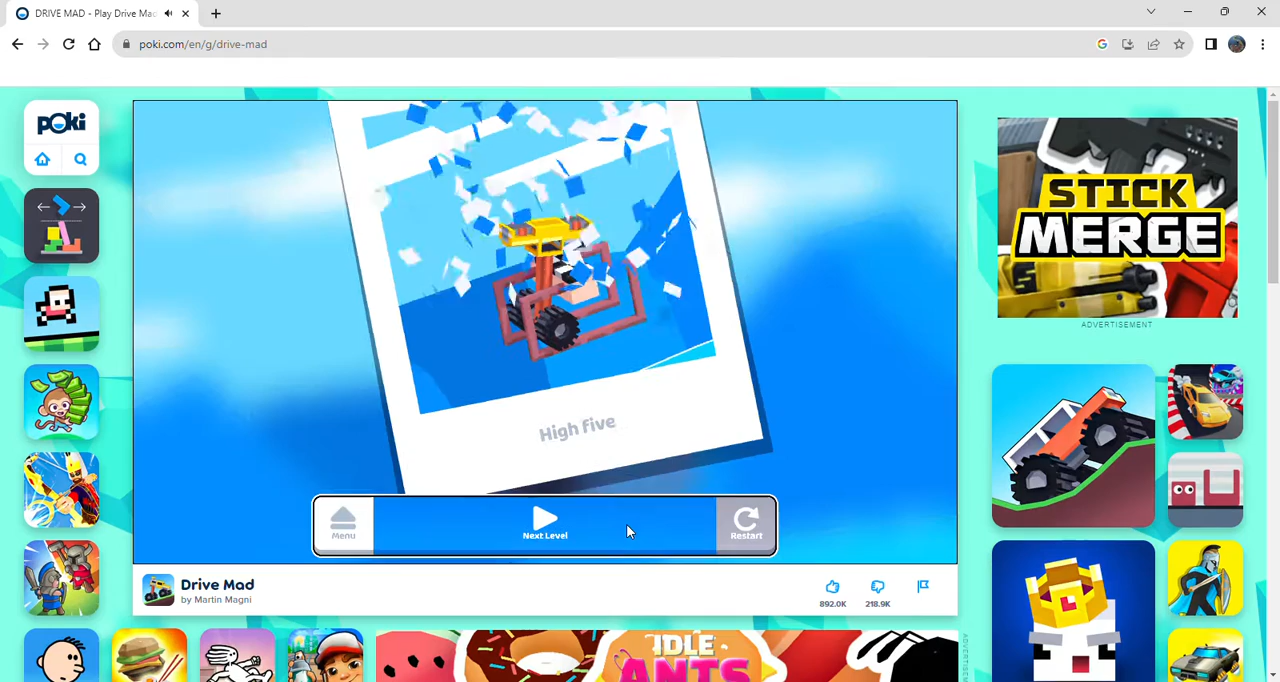 DRIVE MAD - Play Drive Mad
poki.com/en/g/drive-mad
poki
STICK
MERGE
ADVERTISEMENT
High five
Menu
Next Level
Restart
Drive Mad
by Martin Magni
892.0K
218.9K
IDLE
ANTS
ADVERTISEM